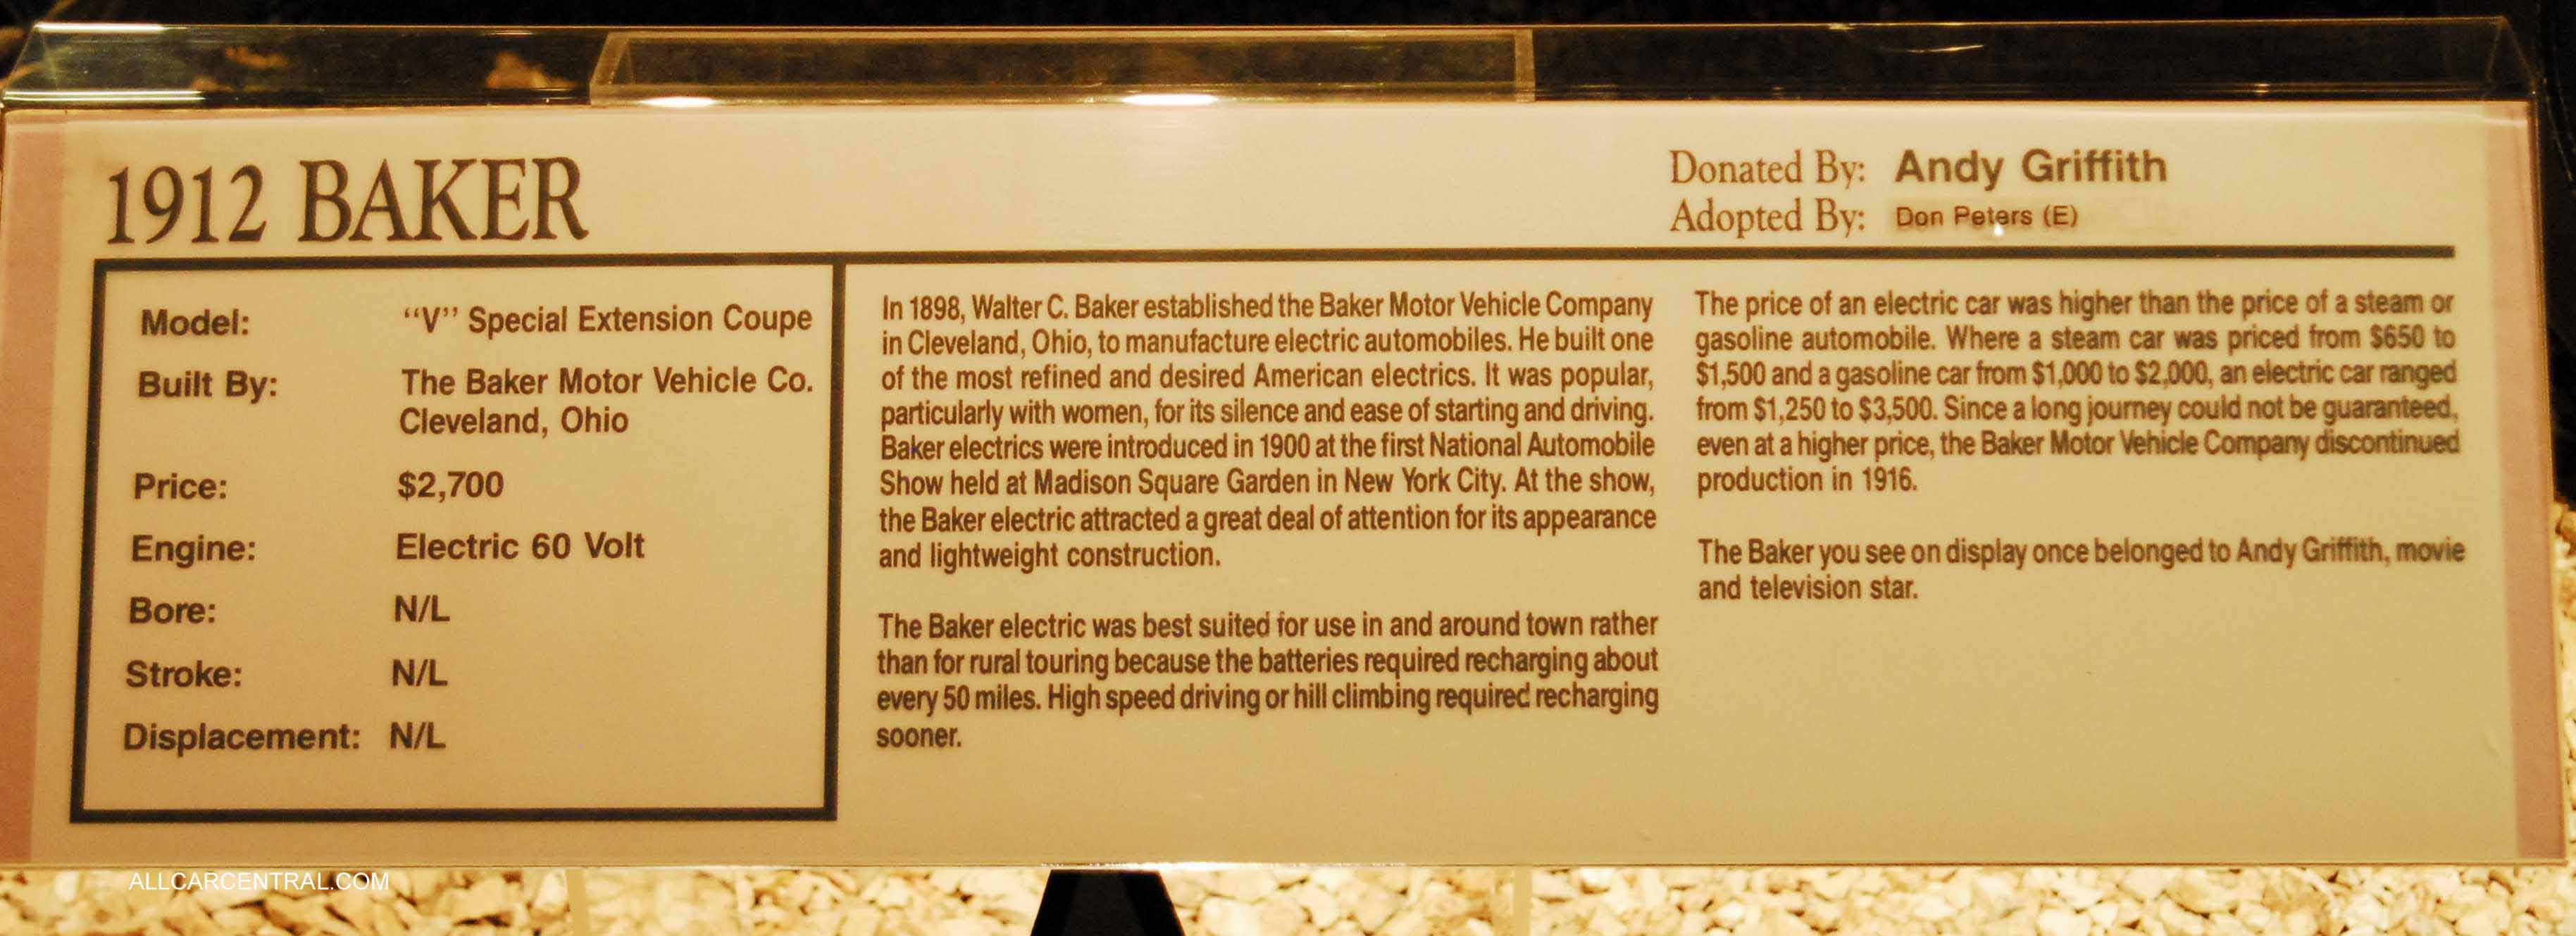 1912 BAKER
Donated By: Andy Griffith
Adopted By: Don Peters (E)
Model: “V” Special Extension Coupe
Built By: The Baker Motor Vehicle Co.
Cleveland, Ohio
Price: $2,700
Engine: Electric 60 Volt
Bore: N/L
Stroke: N/L
Displacement: N/L
In 1898, Walter C. Baker established the Baker Motor Vehicle Company
in Cleveland, Ohio, to manufacture electric automobiles. He built one
of the most refined and desired American electrics. It was popular,
particularly with women, for its silence and ease of starting and driving.
Baker electrics were introduced in 1900 at the first National Automobile
Show held at Madison Square Garden in New York City. At the show,
the Baker electric attracted a great deal of attention for its appearance
and lightweight construction.
The Baker electric was best suited for use in and around town rather
than for rural touring because the batteries required recharging about
every 50 miles. High speed driving or hill climbing required recharging
sooner.
The price of an electric car was higher than the price of a steam or
gasoline automobile. Where a steam car was priced from $650 to
$1,500 and a gasoline car from $1,000 to $2,000, an electric car ranged
from $1,250 to $3,500. Since a long journey could not be guaranteed,
even at a higher price, the Baker Motor Vehicle Company discontinued
production in 1916.
The Baker you see on display once belonged to Andy Griffith, movie
and television star.
ALLCARCENTRAL.COM